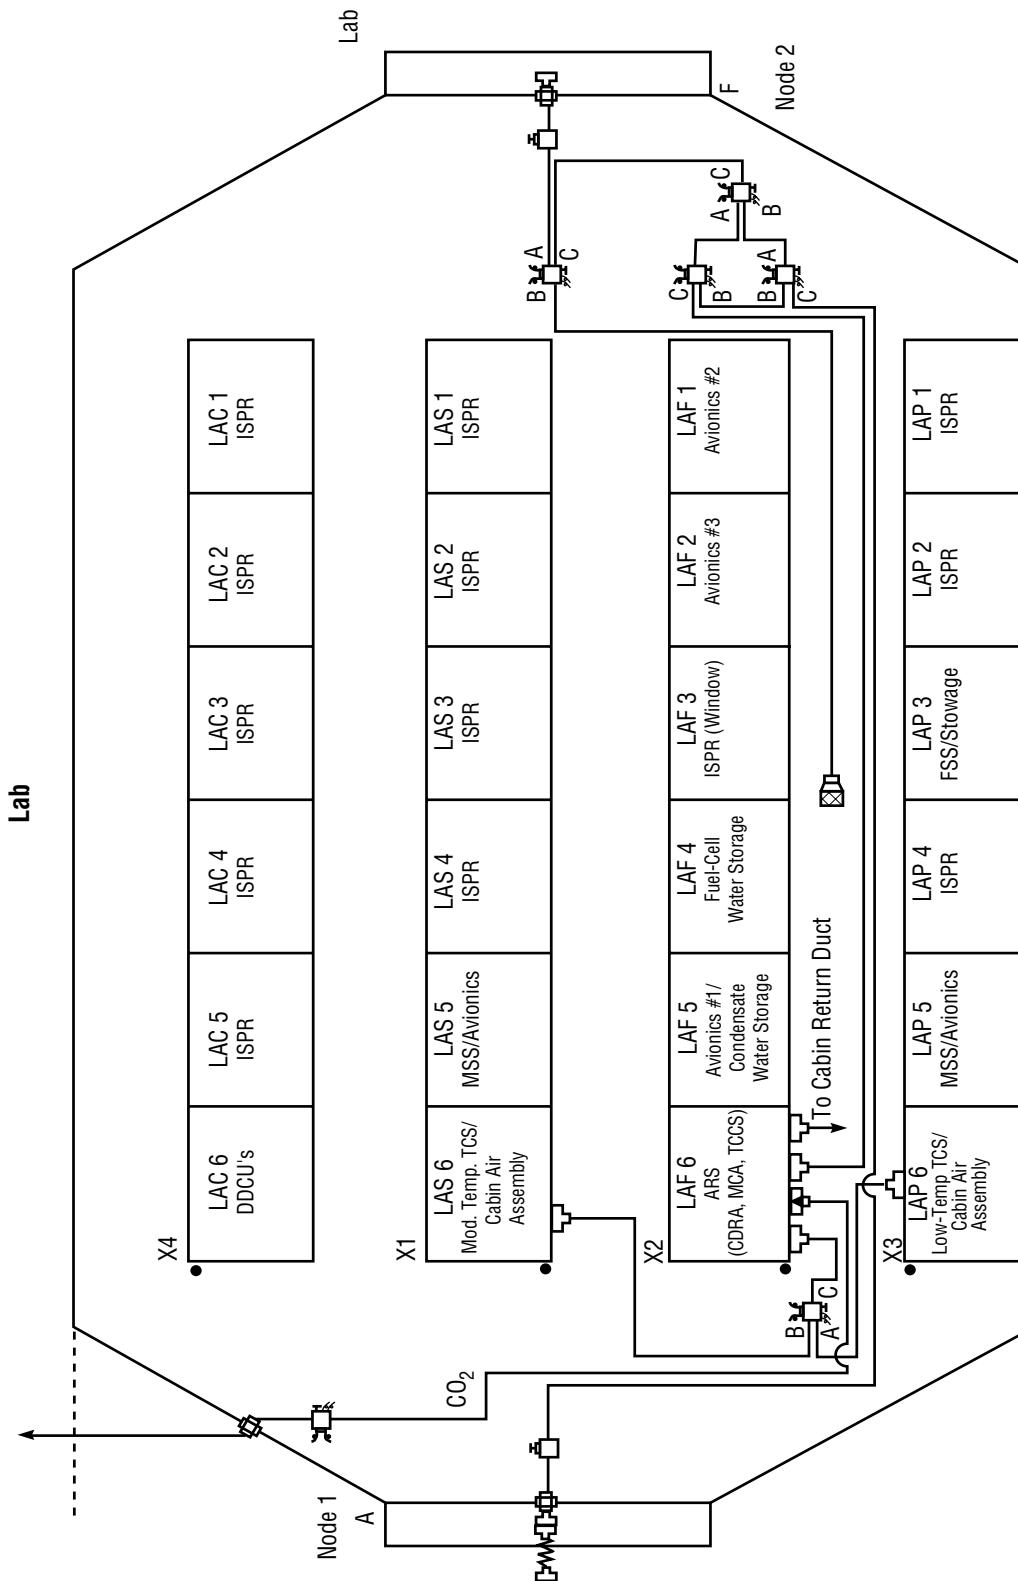 Lab
Lab
Node 2
F
Node 1
A
X4
LAC 6
DDCU's
LAC 5
ISPR
LAC 4
ISPR
LAC 3
ISPR
LAC 2
ISPR
LAC 1
ISPR
X1
LAS 6
Mod. Temp. TCS/
Cabin Air
Assembly
LAS 5
MSS/Avionics
LAS 4
ISPR
LAS 3
ISPR
LAS 2
ISPR
LAS 1
ISPR
B
A
C
X2
LAF 6
ARS
(CDRA, MCA, TCCS)
LAF 5
Avionics #1/
Condensate
Water Storage
LAF 4
Fuel-Cell
Water Storage
LAF 3
ISPR (Window)
LAF 2
Avionics #3
LAF 1
Avionics #2
C
B
A
C
B
B
A
C
CO2
B
A
C
To Cabin Return Duct
X3
LAP 6
Low-Temp TCS/
Cabin Air
Assembly
LAP 5
MSS/Avionics
LAP 4
ISPR
LAP 3
FSS/Stowage
LAP 2
ISPR
LAP 1
ISPR